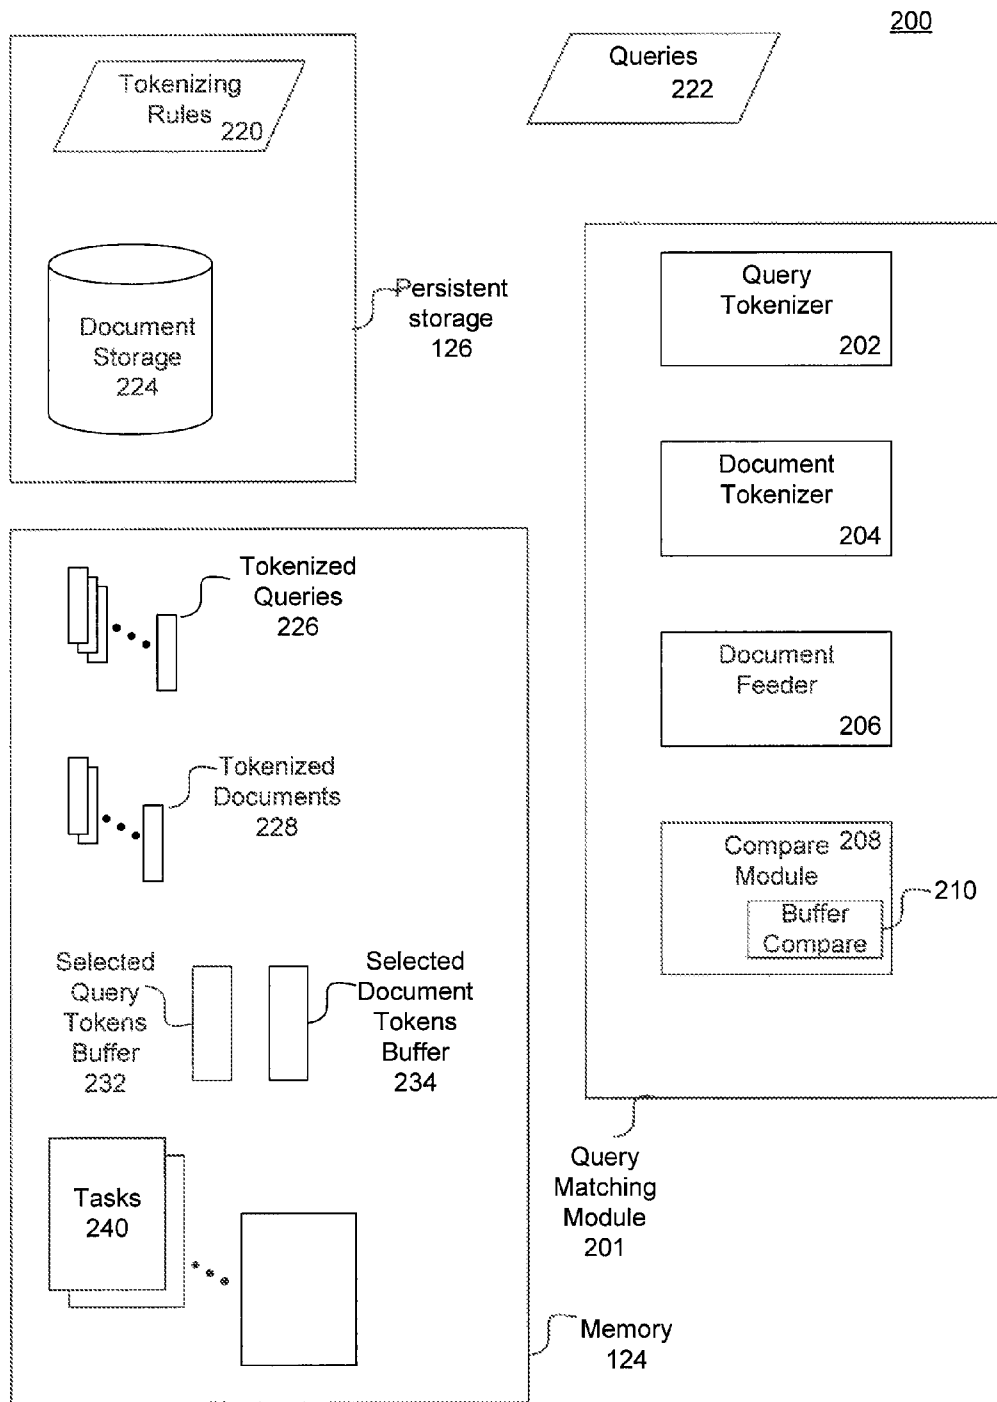 200
Tokenizing
Rules
220
Queries
222
Document
Storage
224
Persistent
storage
126
Query
Tokenizer
202
Document
Tokenizer
204
Document
Feeder
206
Compare 208
Module
Buffer
Compare
210
Query
Matching
Module
201
Tokenized
Queries
226
Tokenized
Documents
228
Selected
Query
Tokens
Buffer
232
Selected
Document
Tokens
Buffer
234
Tasks
240
Memory
124